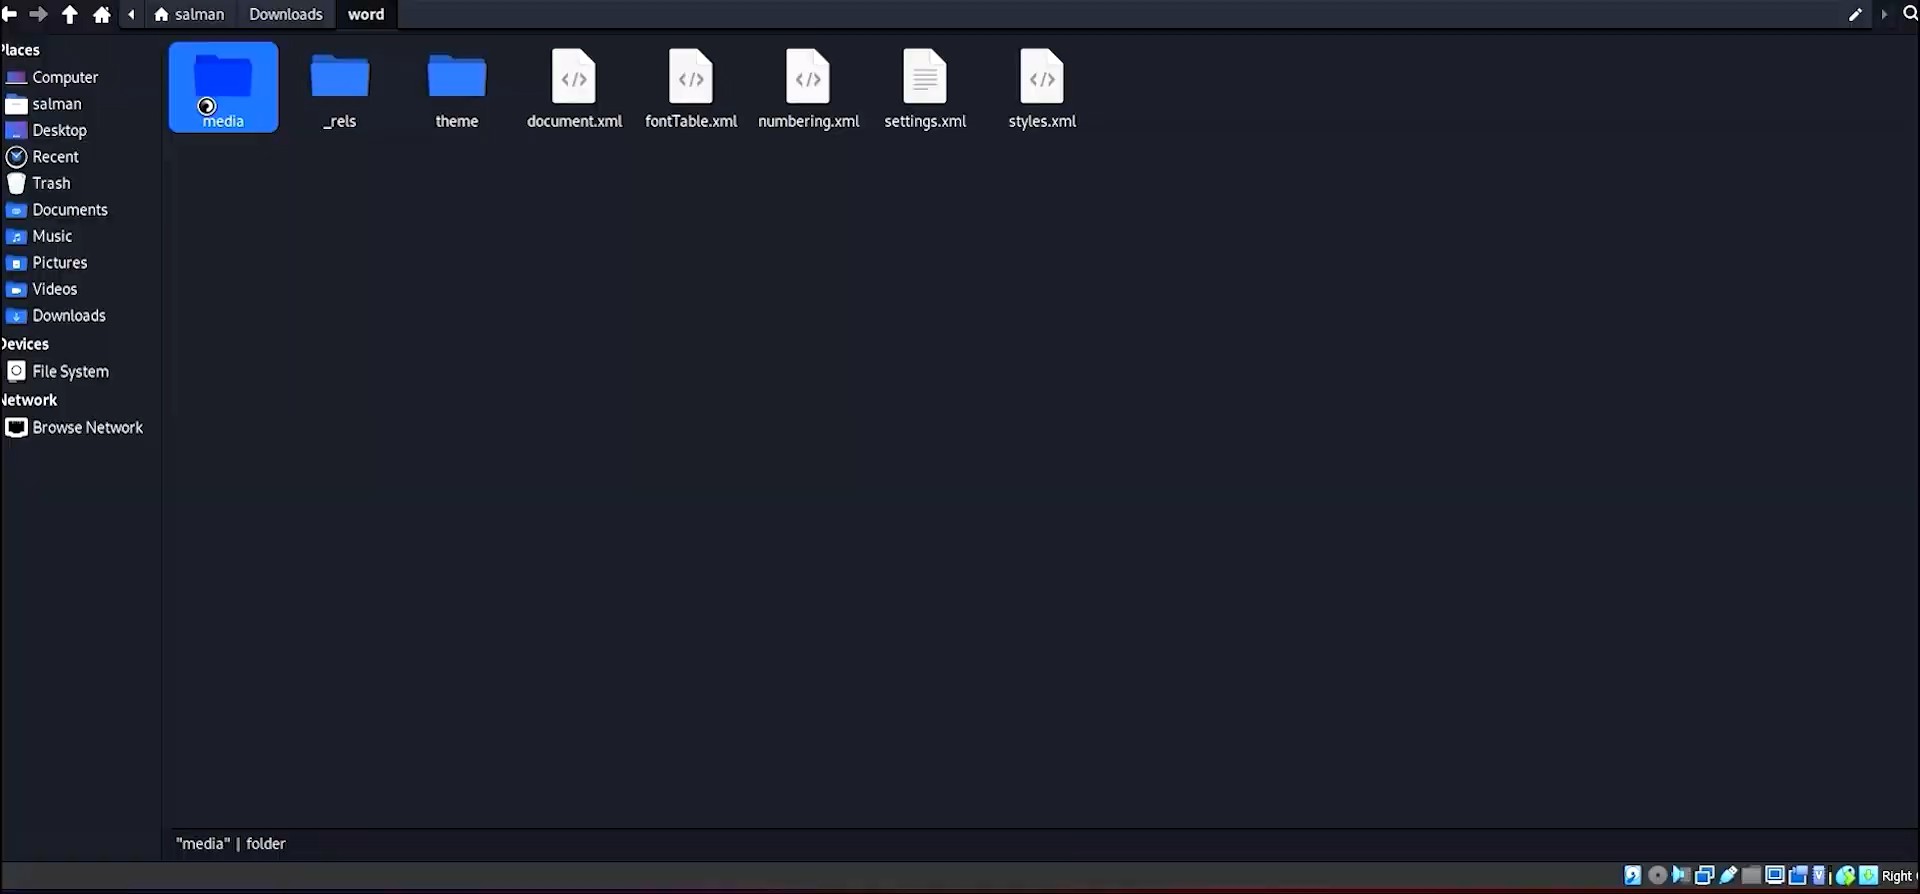 salman Downloads word
Places
Computer
salman
Desktop
Recent
Trash
Documents
Music
Pictures
Videos
Downloads
Devices
File System
Network
Browse Network
media _rels theme document.xml fontTable.xml numbering.xml settings.xml styles.xml
"media" | folder
Right